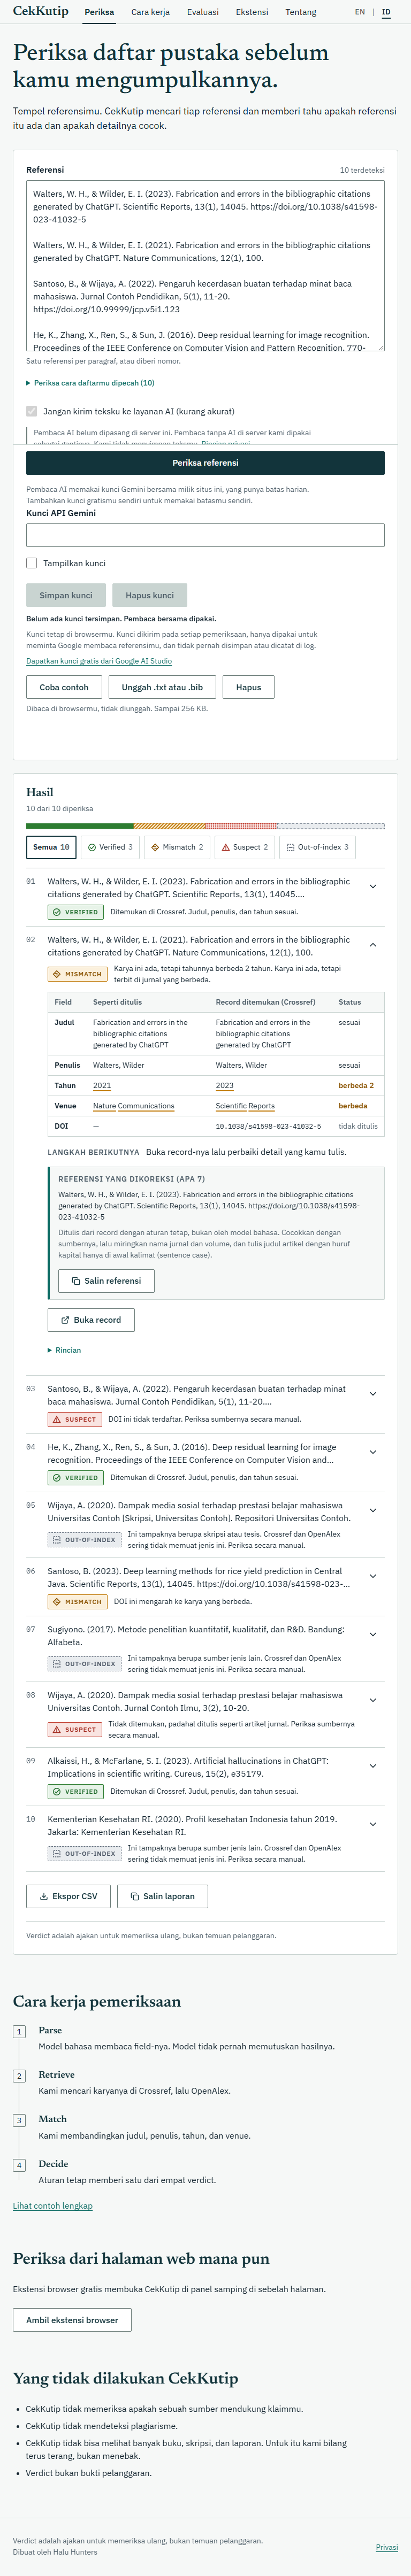 CekKutip Periksa Cara kerja Evaluasi Ekstensi Tentang EN | ID
Periksa daftar pustaka sebelum
kamu mengumpulkannya.
Tempel referensimu. CekKutip mencari tiap referensi dan memberi tahu apakah referensi
itu ada dan apakah detailnya cocok.
Referensi 10 terdeteksi
Walters, W. H., & Wilder, E. I. (2023). Fabrication and errors in the bibliographic citations
generated by ChatGPT. Scientific Reports, 13(1), 14045. https://doi.org/10.1038/s41598-
023-41032-5
Walters, W. H., & Wilder, E. I. (2021). Fabrication and errors in the bibliographic citations
generated by ChatGPT. Nature Communications, 12(1), 100.
Santoso, B., & Wijaya, A. (2022). Pengaruh kecerdasan buatan terhadap minat baca
mahasiswa. Jurnal Contoh Pendidikan, 5(1), 11-20.
https://doi.org/10.99999/jcp.v5i1.123
He, K., Zhang, X., Ren, S., & Sun, J. (2016). Deep residual learning for image recognition.
Proceedings of the IEEE Conference on Computer Vision and Pattern Recognition, 770-
Satu referensi per paragraf, atau diberi nomor.
Periksa cara daftarmu dipecah (10)
Jangan kirim teksku ke layanan AI (kurang akurat)
Pembaca AI belum dipasang di server ini. Pembaca tanpa AI di server kami dipakai
sebagai gantinya. Kami tidak menyimpan teksmu. Rincian privasi
Periksa referensi
Pembaca AI memakai kunci Gemini bersama milik situs ini, yang punya batas harian.
Tambahkan kunci gratismu sendiri untuk memakai batasmu sendiri.
Kunci API Gemini
Tampilkan kunci
Simpan kunci Hapus kunci
Belum ada kunci tersimpan. Pembaca bersama dipakai.
Kunci tetap di browsermu. Kunci dikirim pada setiap pemeriksaan, hanya dipakai untuk
meminta Google membaca referensimu, dan tidak pernah disimpan atau dicatat di log.
Dapatkan kunci gratis dari Google AI Studio
Coba contoh Unggah .txt atau .bib Hapus
Dibaca di browsermu, tidak diunggah. Sampai 256 KB.
Hasil
10 dari 10 diperiksa
Semua 10 Verified 3 Mismatch 2 Suspect 2 Out-of-index 3
01 Walters, W. H., & Wilder, E. I. (2023). Fabrication and errors in the bibliographic
citations generated by ChatGPT. Scientific Reports, 13(1), 14045....
VERIFIED Ditemukan di Crossref. Judul, penulis, dan tahun sesuai.
02 Walters, W. H., & Wilder, E. I. (2021). Fabrication and errors in the bibliographic
citations generated by ChatGPT. Nature Communications, 12(1), 100.
MISMATCH Karya ini ada, tetapi tahunnya berbeda 2 tahun. Karya ini ada, tetapi
terbit di jurnal yang berbeda.
Field Seperti ditulis Record ditemukan (Crossref) Status
Judul Fabrication and errors in the Fabrication and errors in the sesuai
bibliographic citations bibliographic citations
generated by ChatGPT generated by ChatGPT
Penulis Walters, Wilder Walters, Wilder sesuai
Tahun 2021 2023 berbeda 2
Venue Nature Communications Scientific Reports berbeda
DOI — 10.1038/s41598-023-41032-5 tidak ditulis
LANGKAH BERIKUTNYA Buka record-nya lalu perbaiki detail yang kamu tulis.
REFERENSI YANG DIKOREKSI (APA 7)
Walters, W. H., & Wilder, E. I. (2023). Fabrication and errors in the bibliographic citations
generated by ChatGPT. Scientific Reports, 13(1), 14045. https://doi.org/10.1038/s41598-
023-41032-5
Ditulis dari record dengan aturan tetap, bukan oleh model bahasa. Cocokkan dengan
sumbernya, lalu miringkan nama jurnal dan volume, dan tulis judul artikel dengan huruf
kapital hanya di awal kalimat (sentence case).
Salin referensi
Buka record
Rincian
03 Santoso, B., & Wijaya, A. (2022). Pengaruh kecerdasan buatan terhadap minat
baca mahasiswa. Jurnal Contoh Pendidikan, 5(1), 11-20....
SUSPECT DOI ini tidak terdaftar. Periksa sumbernya secara manual.
04 He, K., Zhang, X., Ren, S., & Sun, J. (2016). Deep residual learning for image
recognition. Proceedings of the IEEE Conference on Computer Vision and...
VERIFIED Ditemukan di Crossref. Judul, penulis, dan tahun sesuai.
05 Wijaya, A. (2020). Dampak media sosial terhadap prestasi belajar mahasiswa
Universitas Contoh [Skripsi, Universitas Contoh]. Repositori Universitas Contoh.
OUT-OF-INDEX Ini tampaknya berupa skripsi atau tesis. Crossref dan OpenAlex
sering tidak memuat jenis ini. Periksa secara manual.
06 Santoso, B. (2023). Deep learning methods for rice yield prediction in Central
Java. Scientific Reports, 13(1), 14045. https://doi.org/10.1038/s41598-023-...
MISMATCH DOI ini mengarah ke karya yang berbeda.
07 Sugiyono. (2017). Metode penelitian kuantitatif, kualitatif, dan R&D. Bandung:
Alfabeta.
OUT-OF-INDEX Ini tampaknya berupa sumber jenis lain. Crossref dan OpenAlex
sering tidak memuat jenis ini. Periksa secara manual.
08 Wijaya, A. (2020). Dampak media sosial terhadap prestasi belajar mahasiswa
Universitas Contoh. Jurnal Contoh Ilmu, 3(2), 10-20.
SUSPECT Tidak ditemukan, padahal ditulis seperti artikel jurnal. Periksa sumbernya
secara manual.
09 Alkaissi, H., & McFarlane, S. I. (2023). Artificial hallucinations in ChatGPT:
Implications in scientific writing. Cureus, 15(2), e35179.
VERIFIED Ditemukan di Crossref. Judul, penulis, dan tahun sesuai.
10 Kementerian Kesehatan RI. (2020). Profil kesehatan Indonesia tahun 2019.
Jakarta: Kementerian Kesehatan RI.
OUT-OF-INDEX Ini tampaknya berupa sumber jenis lain. Crossref dan OpenAlex
sering tidak memuat jenis ini. Periksa secara manual.
Ekspor CSV Salin laporan
Verdict adalah ajakan untuk memeriksa ulang, bukan temuan pelanggaran.
Cara kerja pemeriksaan
1 Parse
Model bahasa membaca field-nya. Model tidak pernah memutuskan hasilnya.
2 Retrieve
Kami mencari karyanya di Crossref, lalu OpenAlex.
3 Match
Kami membandingkan judul, penulis, tahun, dan venue.
4 Decide
Aturan tetap memberi satu dari empat verdict.
Lihat contoh lengkap
Periksa dari halaman web mana pun
Ekstensi browser gratis membuka CekKutip di panel samping di sebelah halaman.
Ambil ekstensi browser
Yang tidak dilakukan CekKutip
• CekKutip tidak memeriksa apakah sebuah sumber mendukung klaimmu.
• CekKutip tidak mendeteksi plagiarisme.
• CekKutip tidak bisa melihat banyak buku, skripsi, dan laporan. Untuk itu kami bilang
terus terang, bukan menebak.
• Verdict bukan bukti pelanggaran.
Verdict adalah ajakan untuk memeriksa ulang, bukan temuan pelanggaran.
Dibuat oleh Halu Hunters Privasi